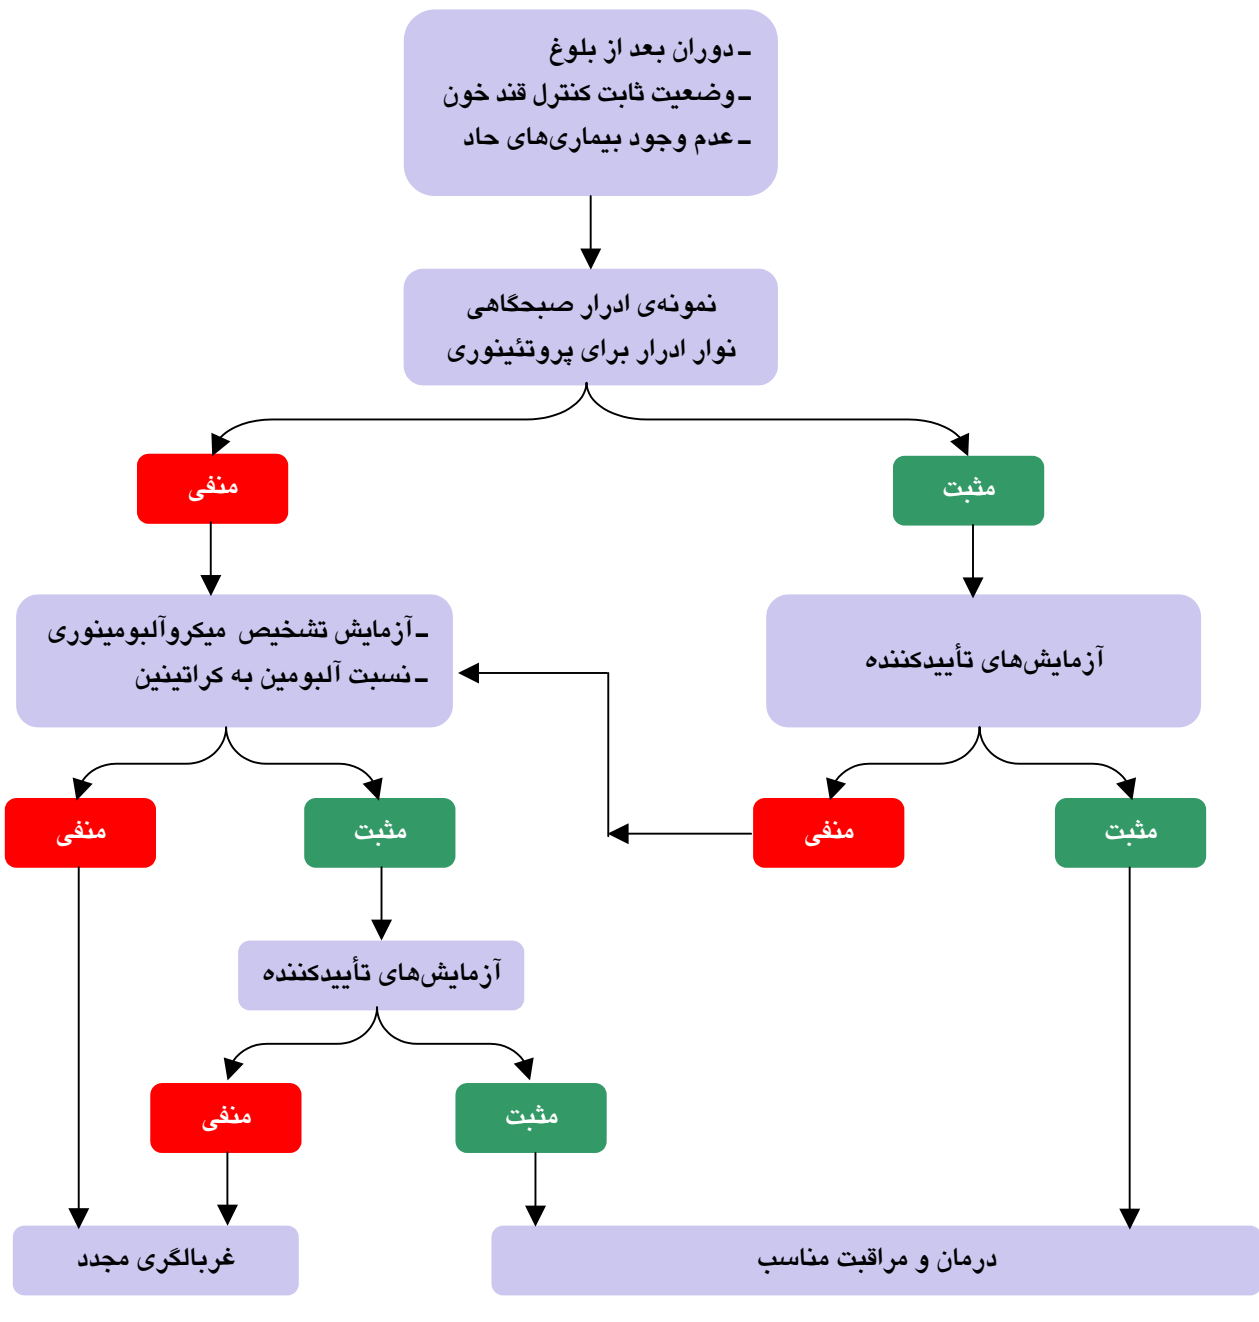 ـ دوران بعد از بلوغ
ـ وضعیت ثابت کنترل قند خون
ـ عدم وجود بیماری‌های حاد
نمونه‌ی ادرار صبحگاهی
نوار ادرار برای پروتئینوری
مثبت
منفی
آزمایش‌های تأییدکننده
ـ آزمایش تشخیص میکروآلبومینوری
ـ نسبت آلبومین به کراتینین
مثبت
منفی
مثبت
منفی
آزمایش‌های تأییدکننده
مثبت
منفی
درمان و مراقبت مناسب
غربالگری مجدد